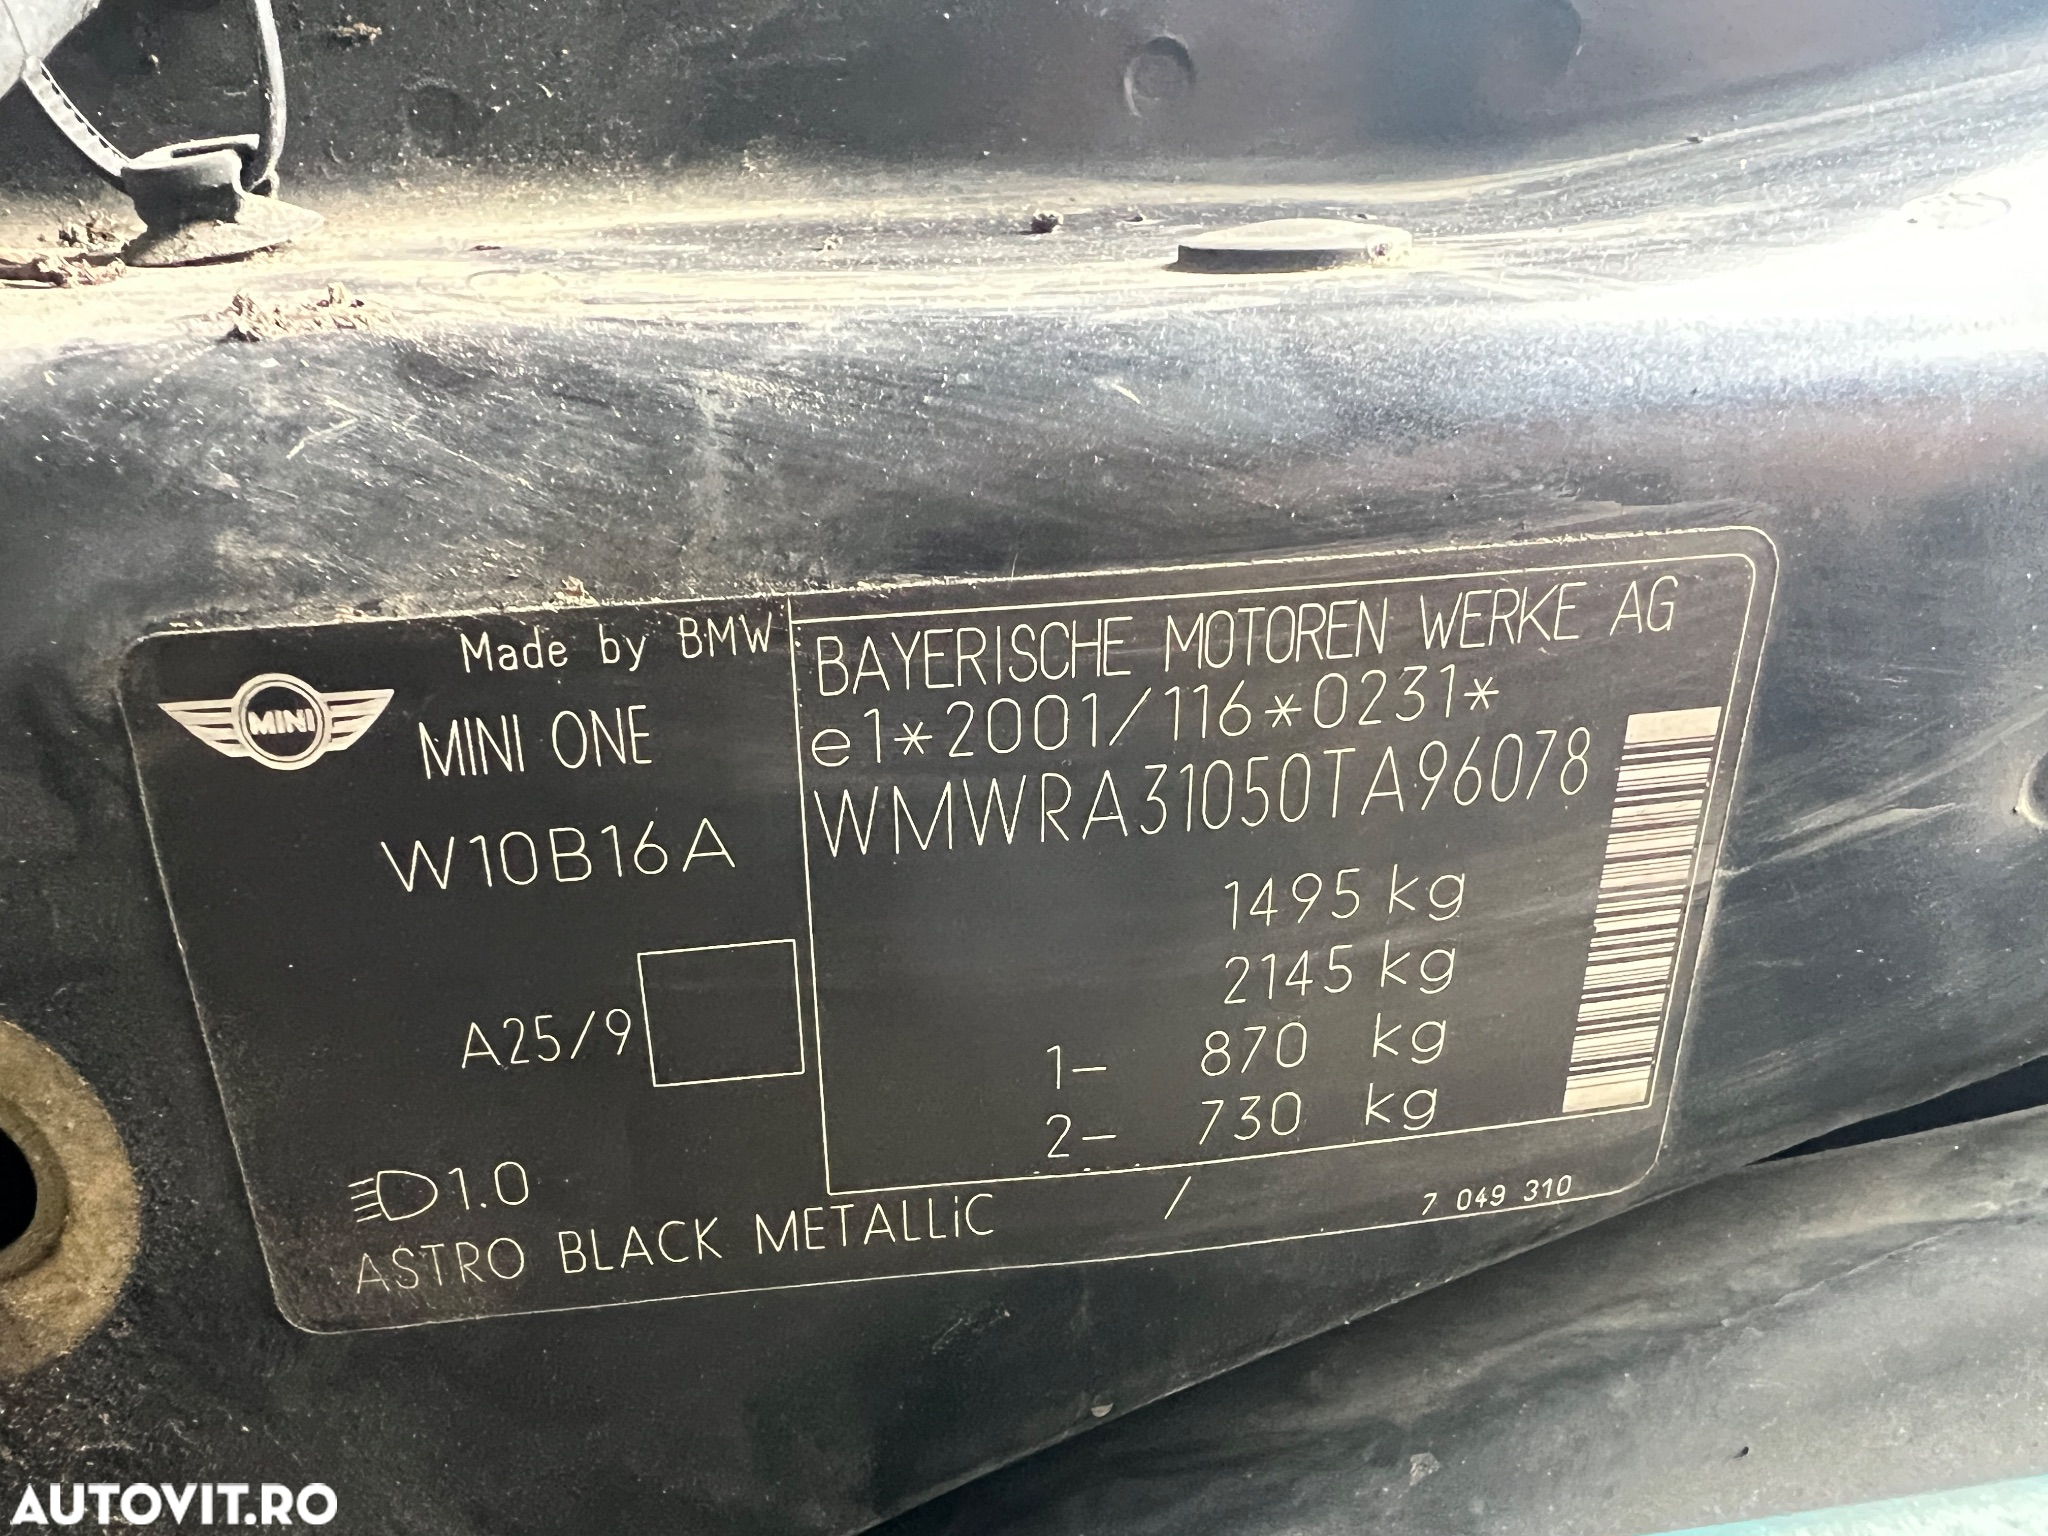 Made by BMW
MINI
MINI ONE
W10B16A
A25/9
1.0
ASTRO BLACK METALLiC /
BAYERISCHE MOTOREN WERKE AG
e1*2001/116*0231*
WMWRA31050TA96078
1495 kg
2145 kg
1- 870 kg
2- 730 kg
7 049 310
AUTOVIT.RO